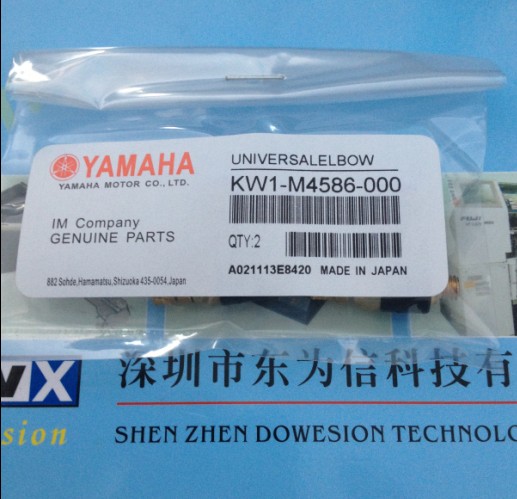 YAMAHA
YAMAHA MOTOR CO., LTD.
IM Company
GENUINE PARTS
882 Sohde,Hamamatsu,Shizuoka 435-0054,Japan
UNIVERSALELBOW
KW1-M4586-000
QTY:2
A021113E8420 MADE IN JAPAN
X
深圳市东为信科技有
sion
SHEN ZHEN DOWESION TECHNOLO